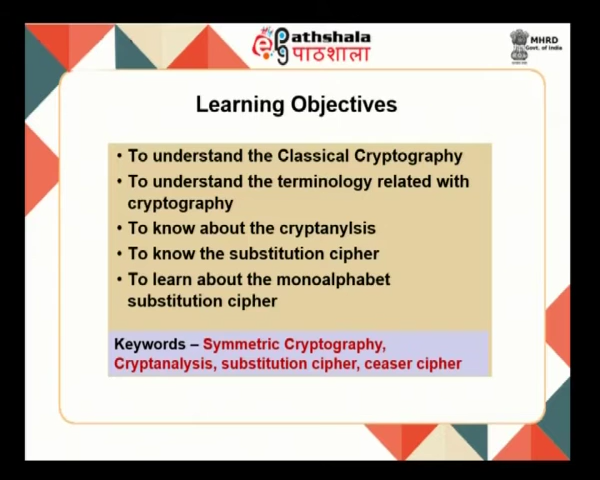 ePathshala
पाठशाला
MHRD
Govt. of India
Learning Objectives
• To understand the Classical Cryptography
• To understand the terminology related with
cryptography
• To know about the cryptanylsis
• To know the substitution cipher
• To learn about the monoalphabet
substitution cipher
Keywords – Symmetric Cryptography,
Cryptanalysis, substitution cipher, ceaser cipher